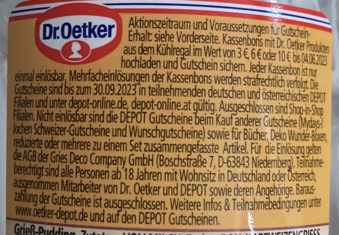 Dr.Oetker
Aktionszeitraum und Voraussetzungen für Gutschein-
Erhalt: siehe Vorderseite. Kassenbons mit Dr. Oetker Produkten
aus dem Kühlregal im Wert von 3 €, 6 € oder 10 € bis 04.06.2023
hochladen und Gutschein sichern. Jeder Kassenbon ist nur
einmal einlösbar, Mehrfacheinlösungen der Kassenbons werden strafrechtlich verfolgt. Die
Gutscheine sind bis zum 30.09.2023 in teilnehmenden deutschen und österreichischen DEPOT
Filialen und unter depot-online.de, depot-online.at gültig. Ausgeschlossen sind Shop-in-Shop
Filialen. Nicht einlösbar sind die DEPOT Gutscheine beim Kauf anderer Gutscheine (Mydays-/
Jochen Schweizer-Gutscheine und Wunschgutscheine) sowie für Bücher, Deko Wunder-boxen,
reduzierte oder mehrere zu einem Set zusammengefasste Artikel. Für die Einlösung gelten
die AGB der Gries Deco Company GmbH (Boschstraße 7, D-63843 Niedernberg). Teilnahme-
berechtigt sind alle Personen ab 18 Jahren mit Wohnsitz in Deutschland oder Österreich,
ausgenommen Mitarbeiter von Dr. Oetker und DEPOT sowie deren Angehörige. Baraus-
zahlung der Gutscheine ist ausgeschlossen. Weitere Infos & Teilnahmebedingungen unter
www.oetker-depot.de und auf den DEPOT Gutscheinen.
Grieß-Pudding.